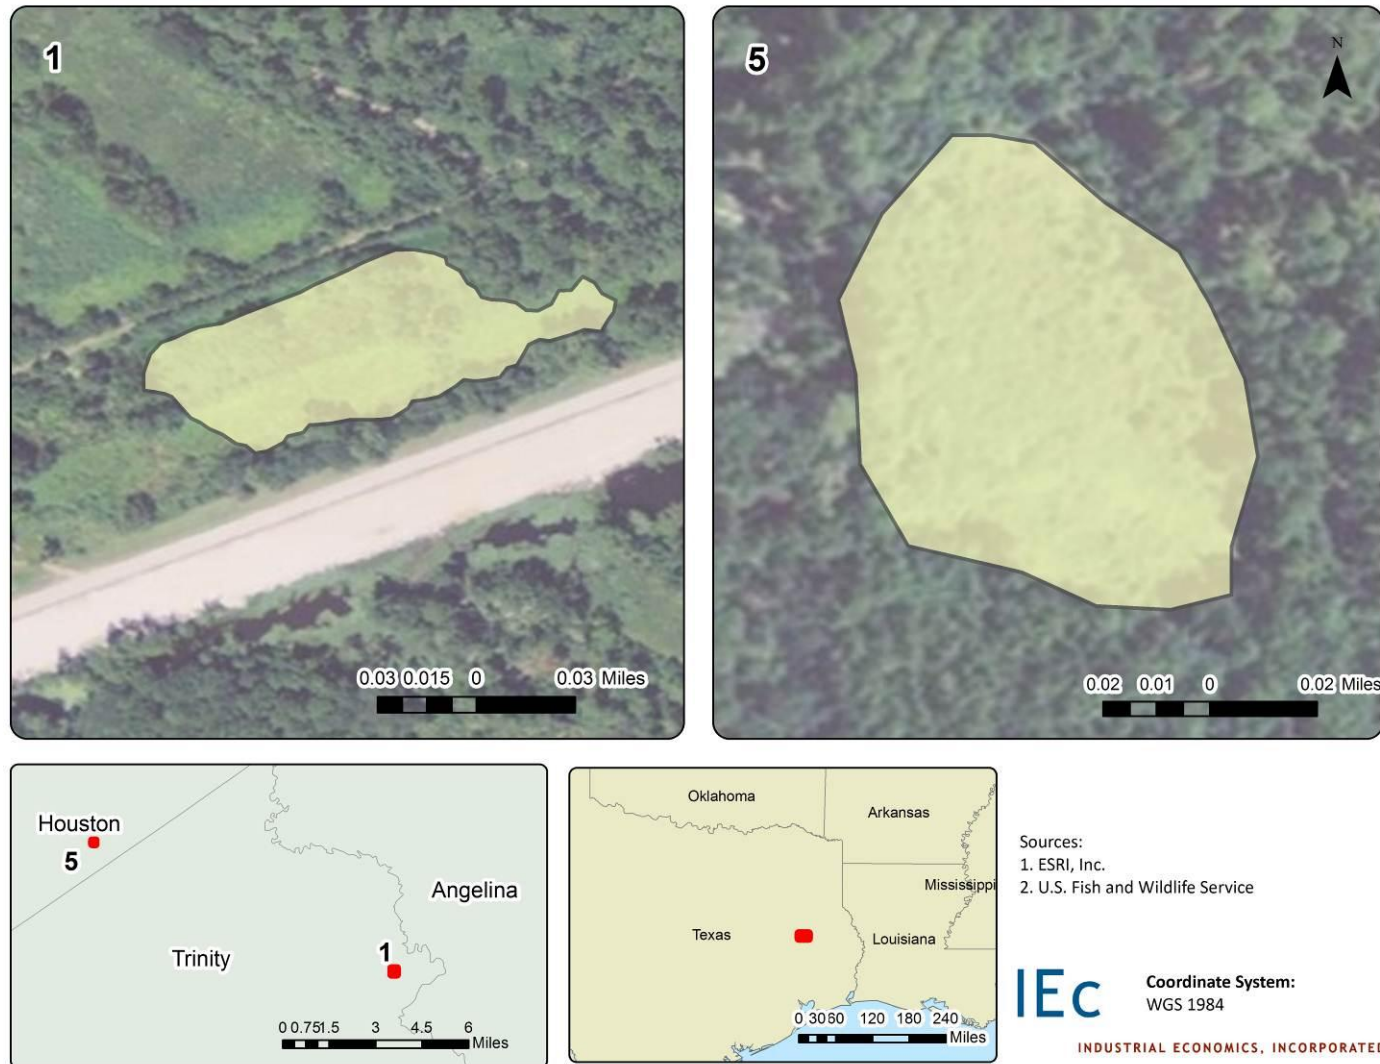 1
0.03 0.015 0 0.03 Miles
5
N
0.02 0.01 0 0.02 Miles
Houston
5
Angelina
Trinity
1
0 0.75 1.5 3 4.5 6
Miles
Oklahoma
Arkansas
Mississippi
Texas
Louisiana
0 30 60 120 180 240
Miles
Sources:
1. ESRI, Inc.
2. U.S. Fish and Wildlife Service
IEc
Coordinate System:
WGS 1984
INDUSTRIAL ECONOMICS, INCORPORATED